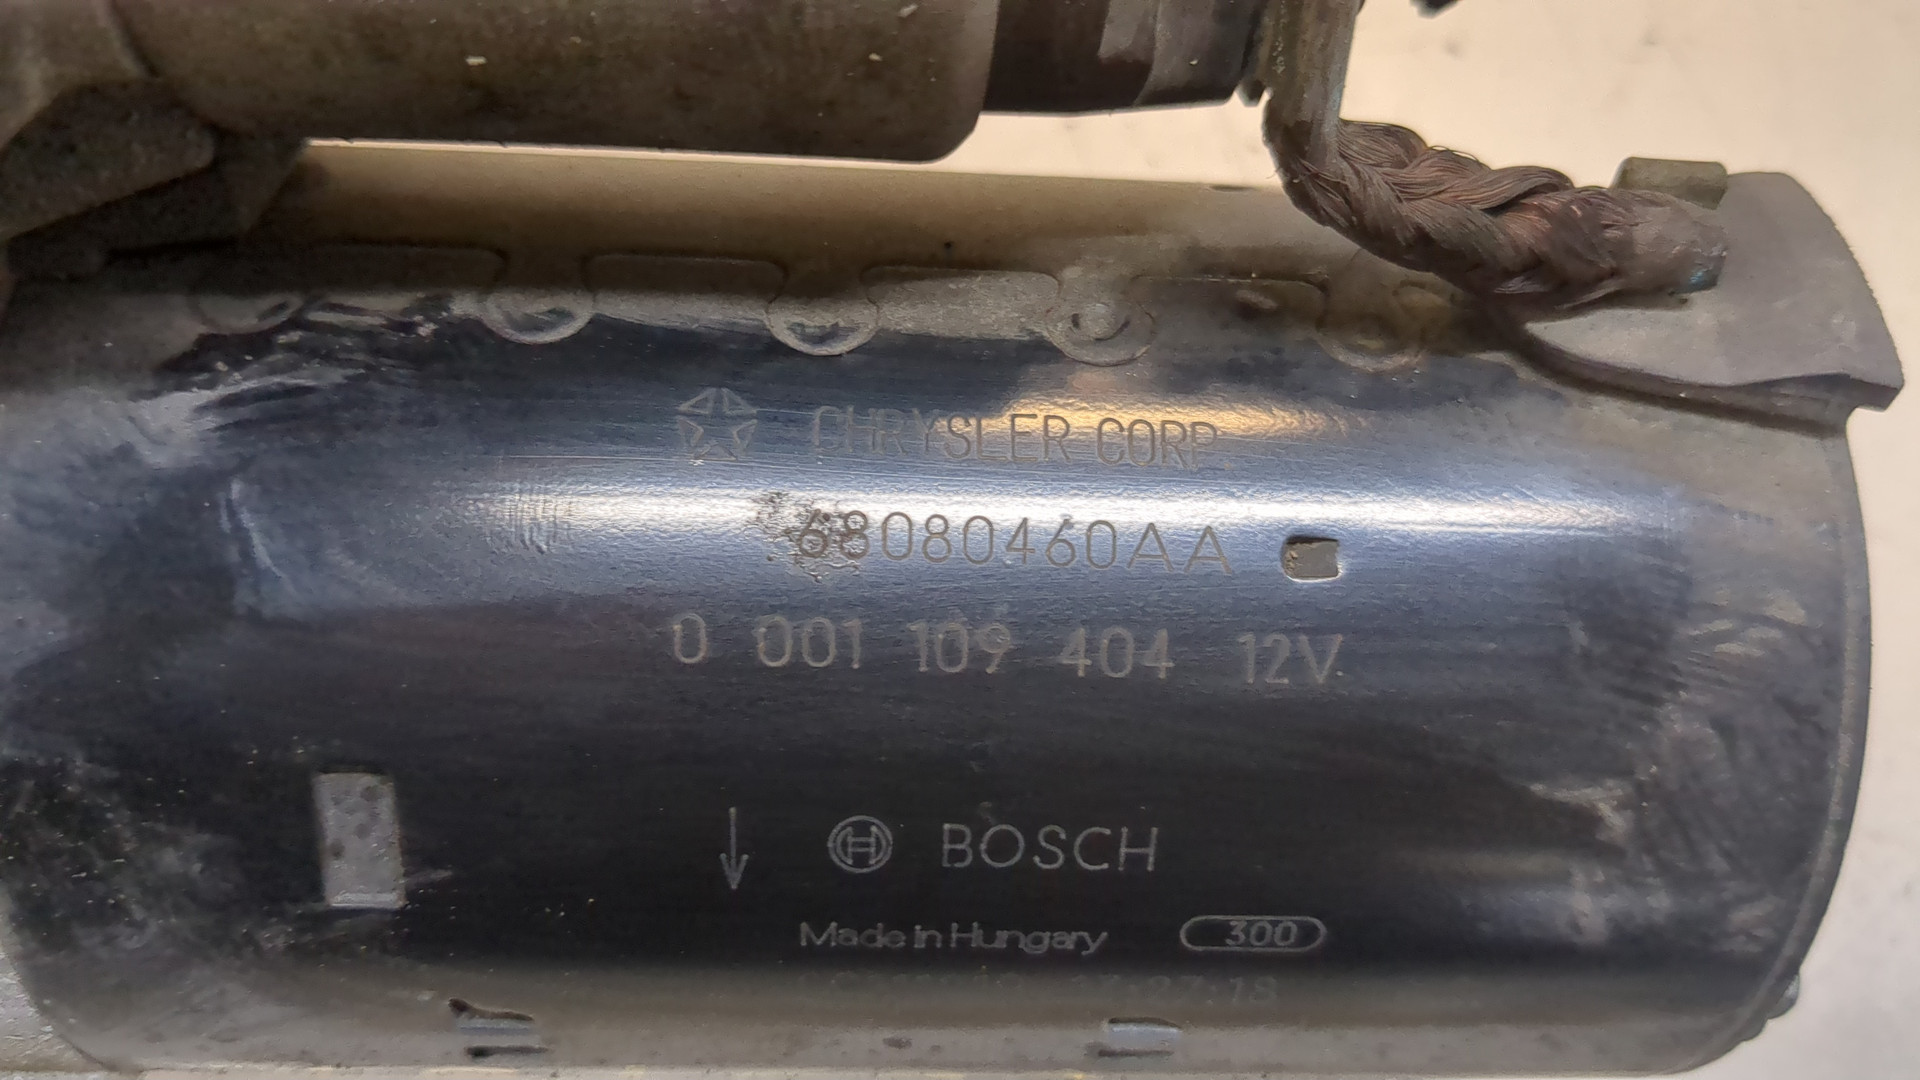 CHRYSLER CORP.
68080460AA
0 001 109 404 12V
BOSCH
Made in Hungary 300